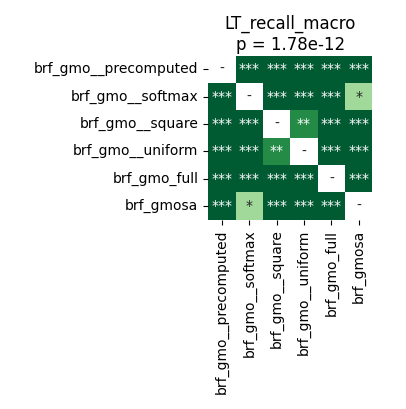 LT_recall_macro
p = 1.78e-12
brf_gmo__precomputed - *** *** *** *** ***
brf_gmo__softmax *** - *** *** *** *
brf_gmo__square *** *** - ** *** ***
brf_gmo__uniform *** *** ** - *** ***
brf_gmo_full *** *** *** *** - ***
brf_gmosa *** * *** *** *** -
brf_gmo__precomputed
brf_gmo__softmax
brf_gmo__square
brf_gmo__uniform
brf_gmo_full
brf_gmosa